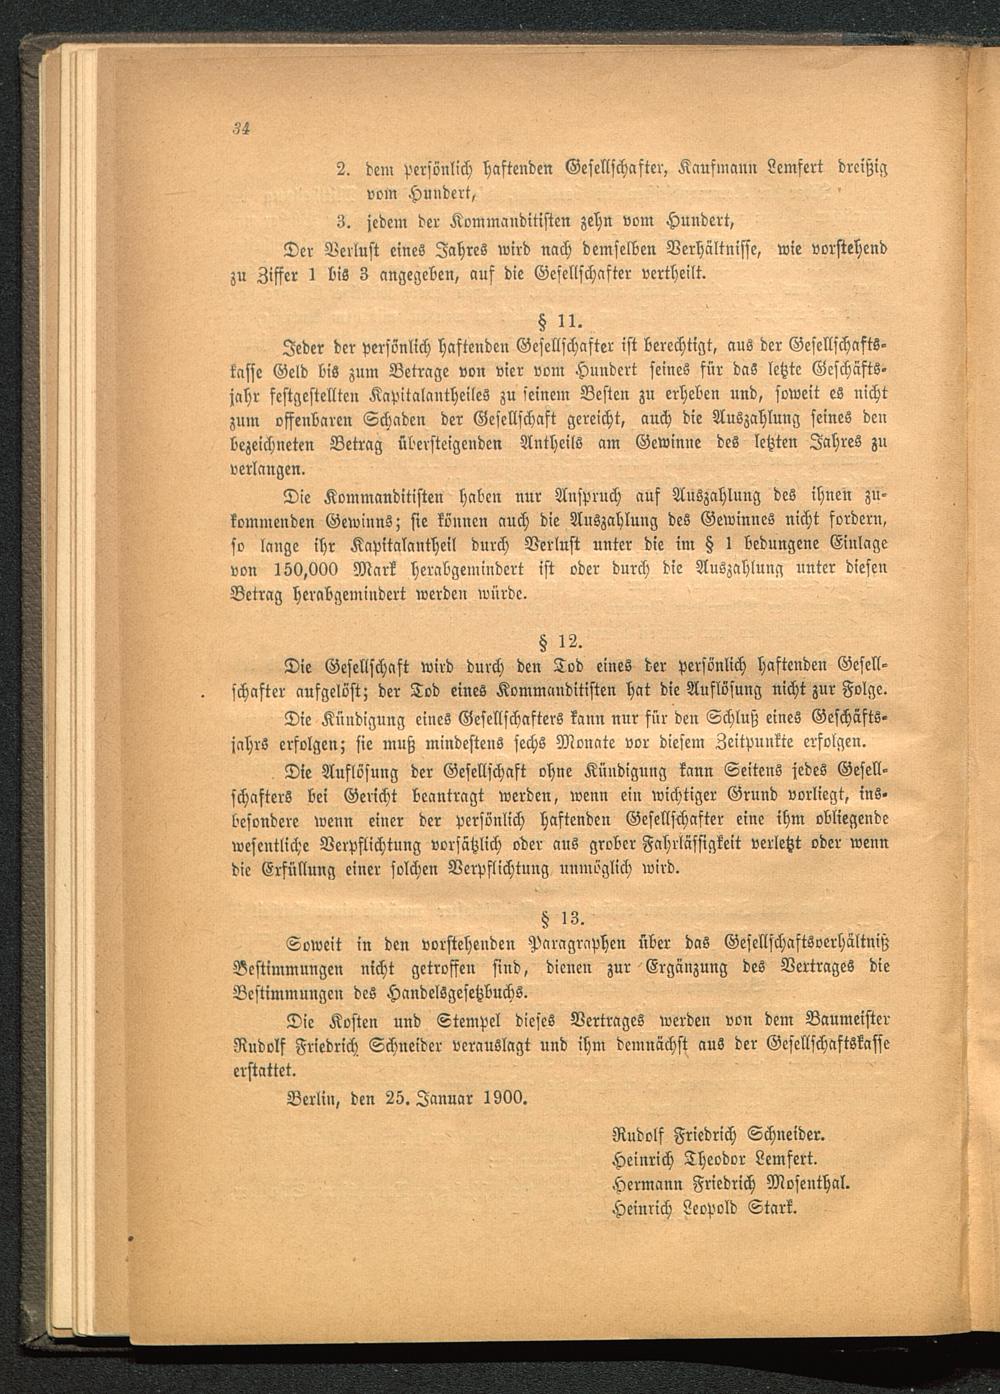 34
2. dem persönlich haftenden Gesellschafter, Kaufmann Lemfert dreißig
vom Hundert,
3. jedem der Kommanditisten zehn vom Hundert,
Der Verlust eines Jahres wird nach demselben Verhältnisse, wie vorstehend
zu Ziffer 1 bis 3 angegeben, auf die Gesellschafter vertheilt.
§ 11.
Jeder der persönlich haftenden Gesellschafter ist berechtigt, aus der Gesellschafts-
kasse Geld bis zum Betrage von vier vom Hundert seines für das letzte Geschäfts-
jahr festgestellten Kapitalantheiles zu seinem Besten zu erheben und, soweit es nicht
zum offenbaren Schaden der Gesellschaft gereicht, auch die Auszahlung seines den
bezeichneten Betrag übersteigenden Antheils am Gewinne des letzten Jahres zu
verlangen.
Die Kommanditisten haben nur Anspruch auf Auszahlung des ihnen zu-
kommenden Gewinns; sie können auch die Auszahlung des Gewinnes nicht fordern,
so lange ihr Kapitalantheil durch Verlust unter die im § 1 bedungene Einlage
von 150,000 Mark herabgemindert ist oder durch die Auszahlung unter diesen
Betrag herabgemindert werden würde.
§ 12.
Die Gesellschaft wird durch den Tod eines der persönlich haftenden Gesell-
schafter aufgelöst; der Tod eines Kommanditisten hat die Auflösung nicht zur Folge.
Die Kündigung eines Gesellschafters kann nur für den Schluß eines Geschäfts-
jahrs erfolgen; sie muß mindestens sechs Monate vor diesem Zeitpunkte erfolgen.
Die Auflösung der Gesellschaft ohne Kündigung kann Seitens jedes Gesell-
schafters bei Gericht beantragt werden, wenn ein wichtiger Grund vorliegt, ins-
besondere wenn einer der persönlich haftenden Gesellschafter eine ihm obliegende
wesentliche Verpflichtung vorsätzlich oder aus grober Fahrlässigkeit verletzt oder wenn
die Erfüllung einer solchen Verpflichtung unmöglich wird.
§ 13.
Soweit in den vorstehenden Paragraphen über das Gesellschaftsverhältniß
Bestimmungen nicht getroffen sind, dienen zur Ergänzung des Vertrages die
Bestimmungen des Handelsgesetzbuchs.
Die Kosten und Stempel dieses Vertrages werden von dem Baumeister
Rudolf Friedrich Schneider verauslagt und ihm demnächst aus der Gesellschaftskasse
erstattet.
Berlin, den 25. Januar 1900.
Rudolf Friedrich Schneider.
Heinrich Theodor Lemfert.
Hermann Friedrich Mosenthal.
Heinrich Leopold Stark.